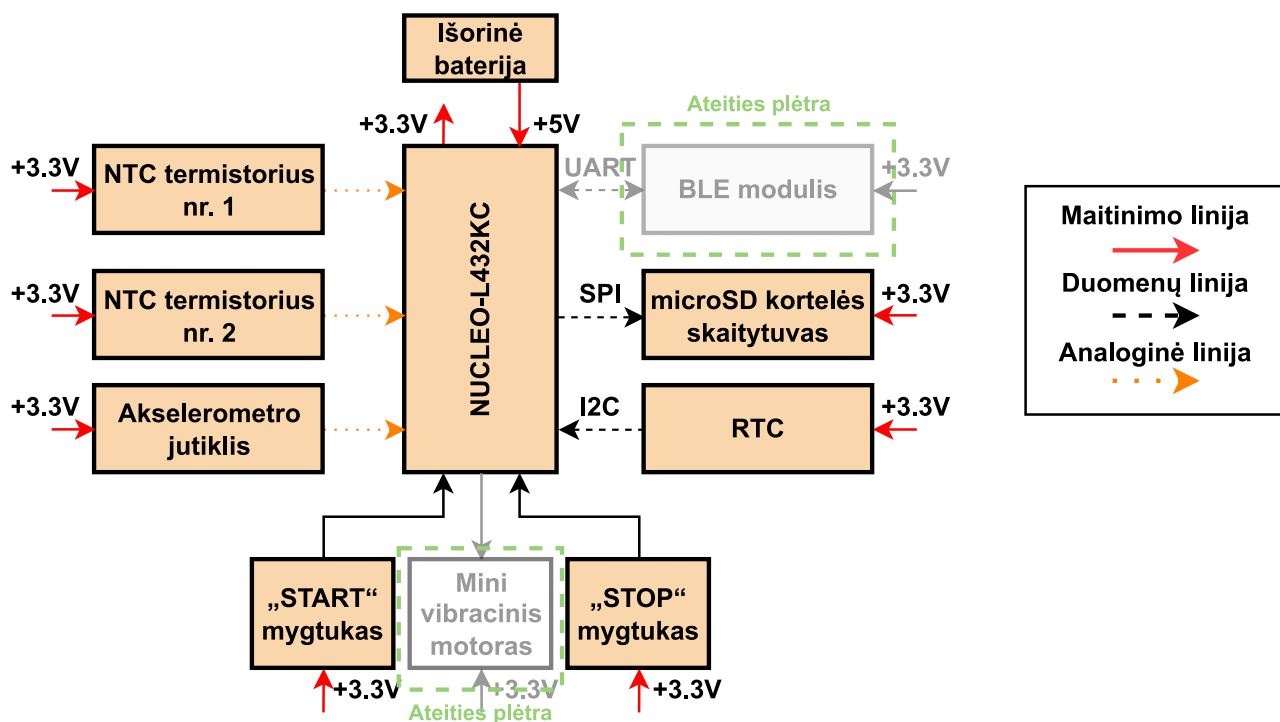 Išorinė
baterija
Ateities plėtra
+3.3V
+5V
+3.3V
NTC termistorius
nr. 1
UART
BLE modulis
+3.3V
NUCLEO-L432KC
Maitinimo linija
Duomenų linija
Analoginė linija
+3.3V
NTC termistorius
nr. 2
SPI
microSD kortelės
skaitytuvas
+3.3V
+3.3V
Akselerometro
jutiklis
I2C
RTC
+3.3V
„START“
mygtukas
Mini
vibracinis
motoras
„STOP“
mygtukas
+3.3V
+3.3V
+3.3V
Ateities plėtra